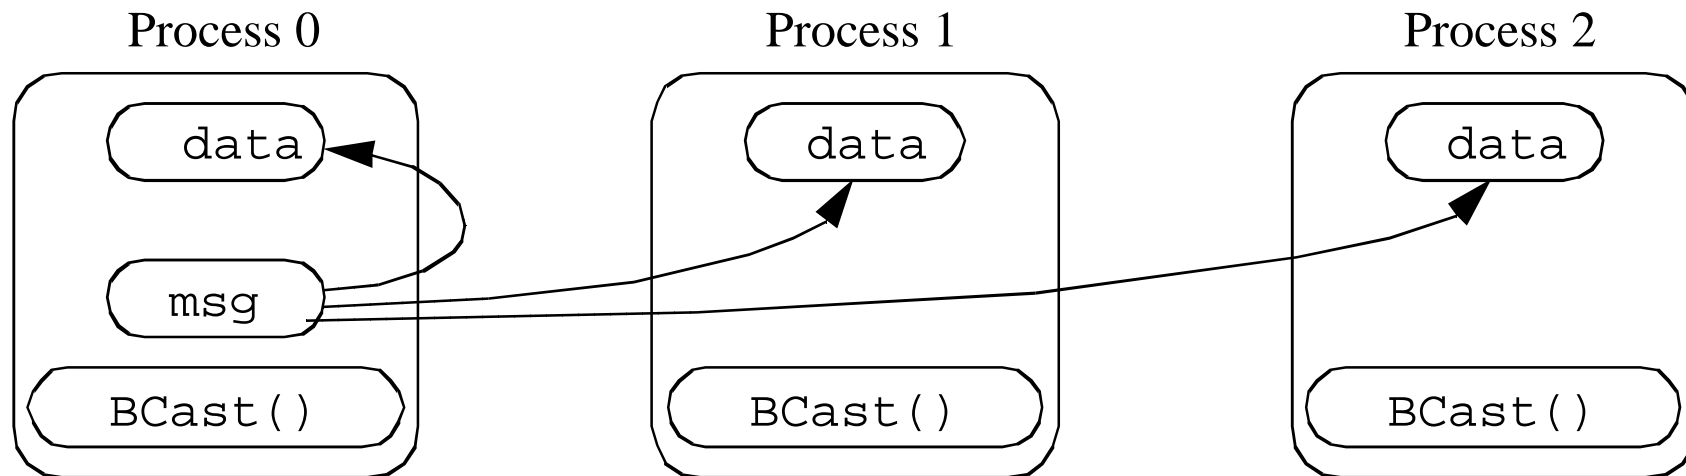 Process 0
Process 1
Process 2
data
data
data
msg
BCast()
BCast()
BCast()